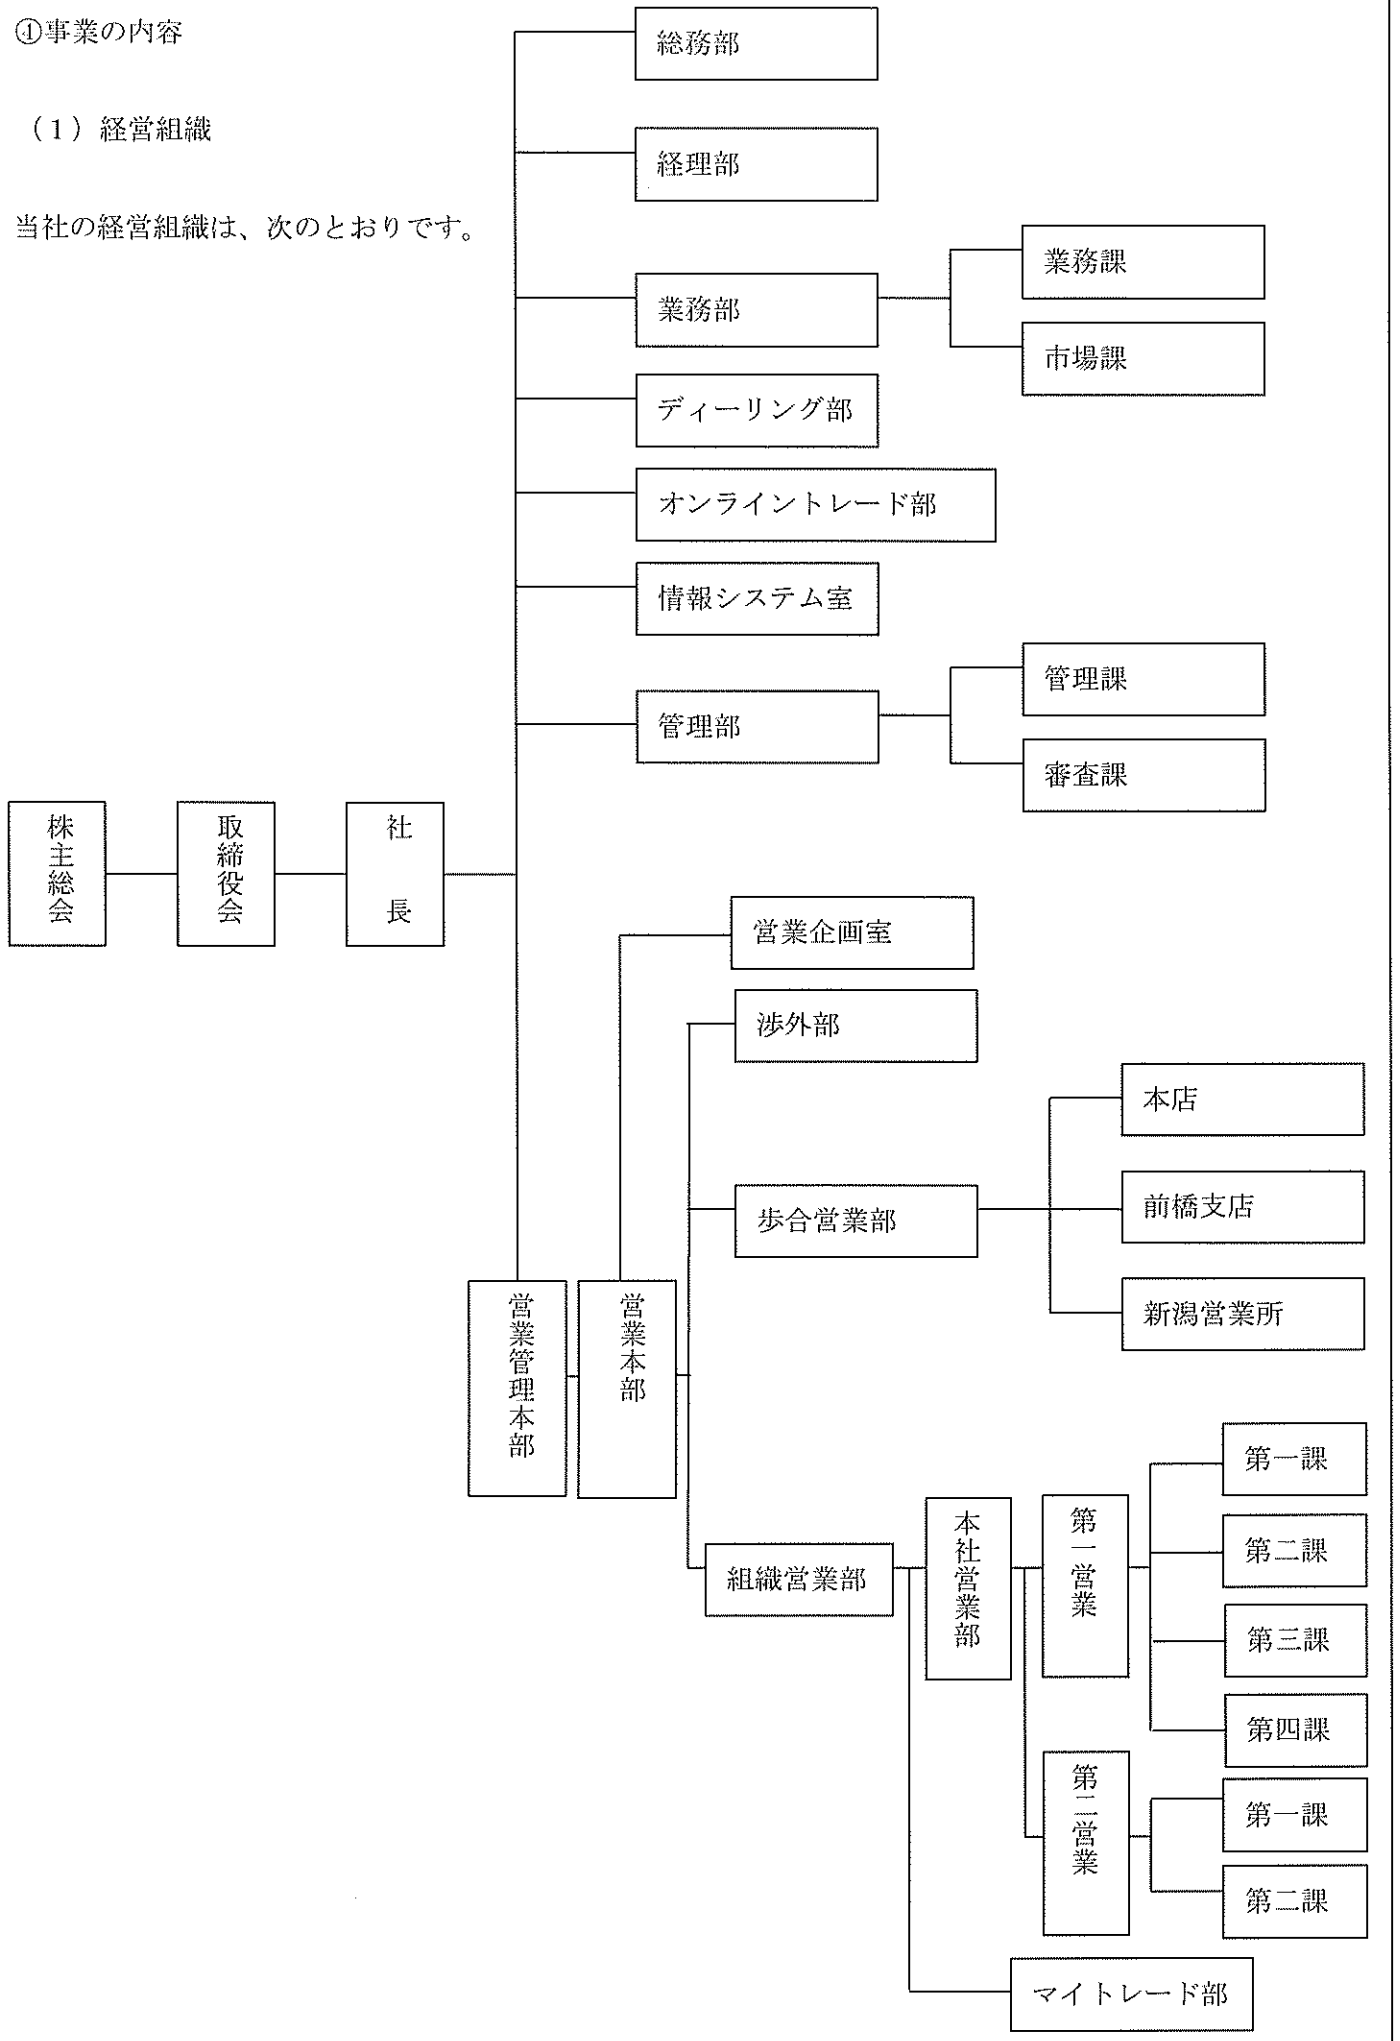 ④事業の内容
（1）経営組織
当社の経営組織は、次のとおりです。
総務部
経理部
業務部
業務課
市場課
ディーリング部
オンライントレード部
情報システム室
管理部
管理課
審査課
株主総会
取締役会
社長
営業企画室
渉外部
歩合営業部
本店
前橋支店
新潟営業所
営業管理本部
営業本部
組織営業部
本社営業部
第一営業
第一課
第二課
第三課
第四課
第二営業
第一課
第二課
マイトレード部